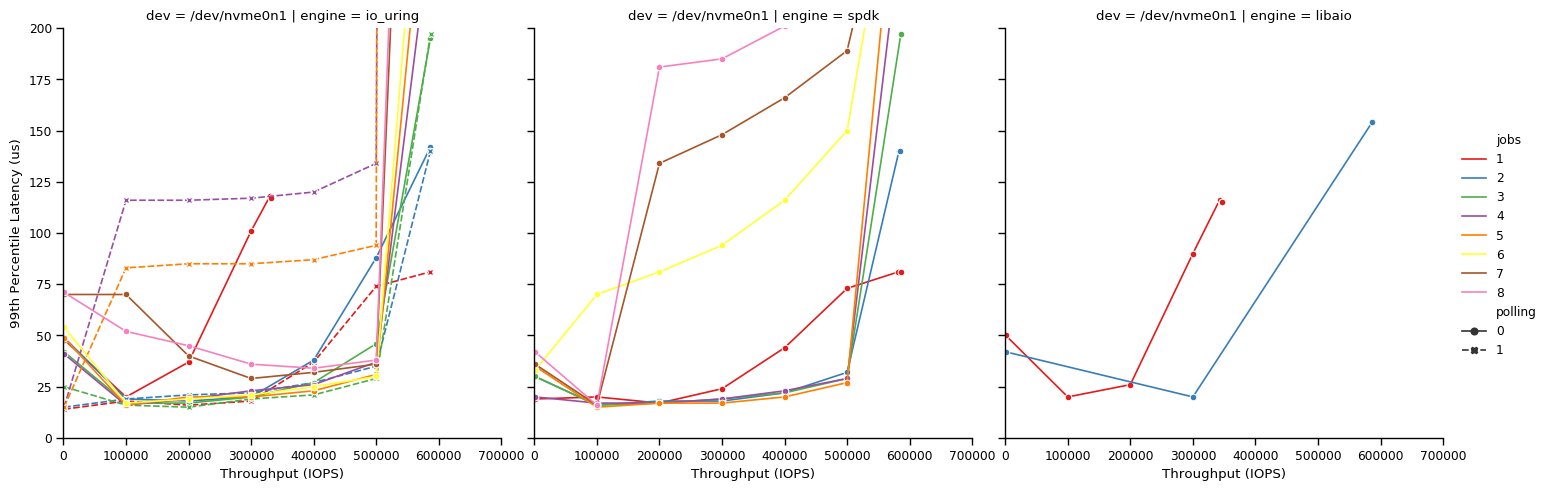 dev = /dev/nvme0n1 | engine = io_uring
dev = /dev/nvme0n1 | engine = spdk
dev = /dev/nvme0n1 | engine = libaio
99th Percentile Latency (us)
200
175
150
125
100
75
50
25
0
0 100000 200000 300000 400000 500000 600000 700000
Throughput (IOPS)
0 100000 200000 300000 400000 500000 600000 700000
Throughput (IOPS)
0 100000 200000 300000 400000 500000 600000 700000
Throughput (IOPS)
jobs
1
2
3
4
5
6
7
8
polling
0
1